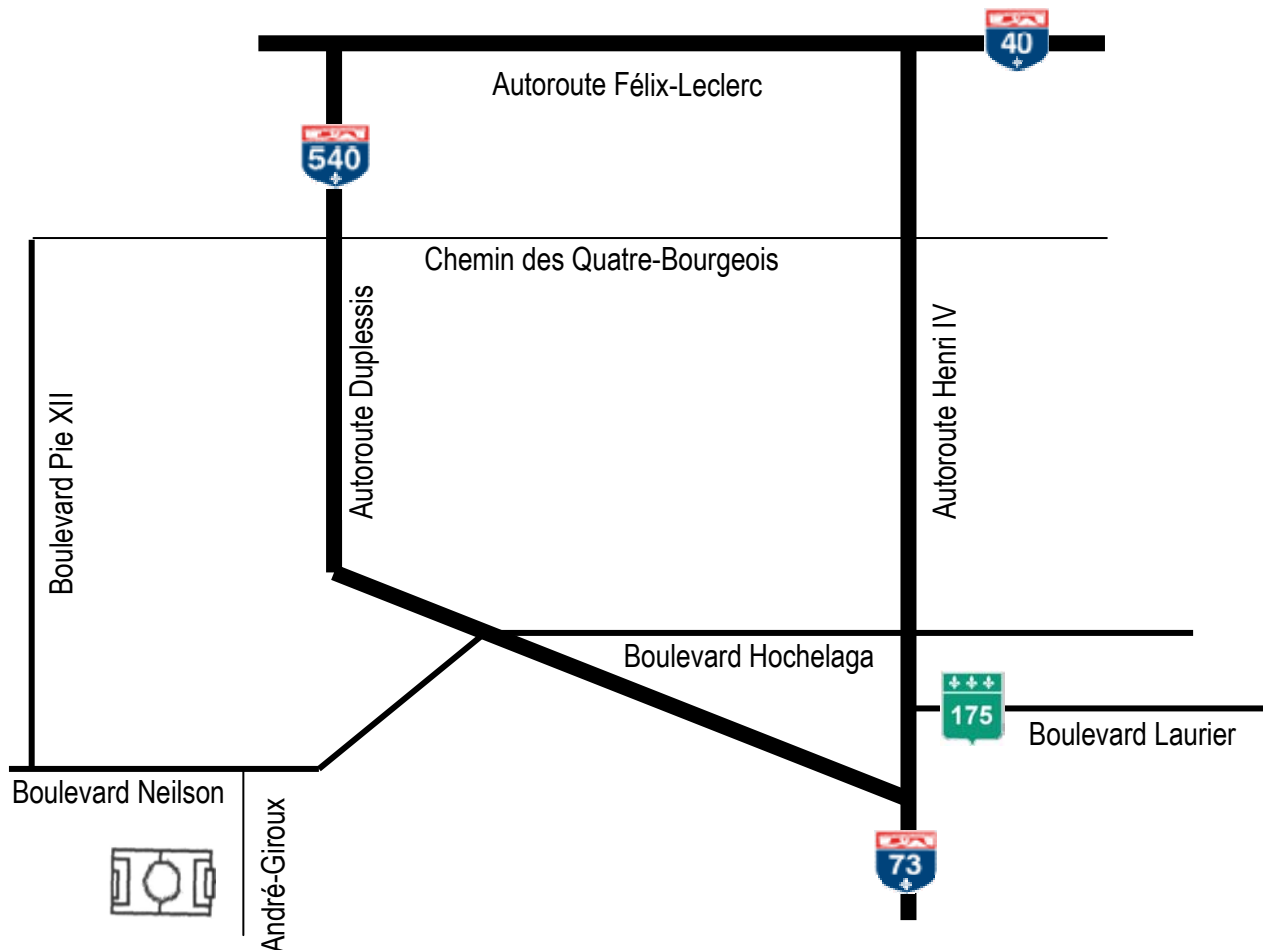 40
Autoroute Félix-Leclerc
540
Chemin des Quatre-Bourgeois
Boulevard Pie XII
Autoroute Duplessis
Autoroute Henri IV
Boulevard Hochelaga
175
Boulevard Laurier
Boulevard Neilson
André-Giroux
73